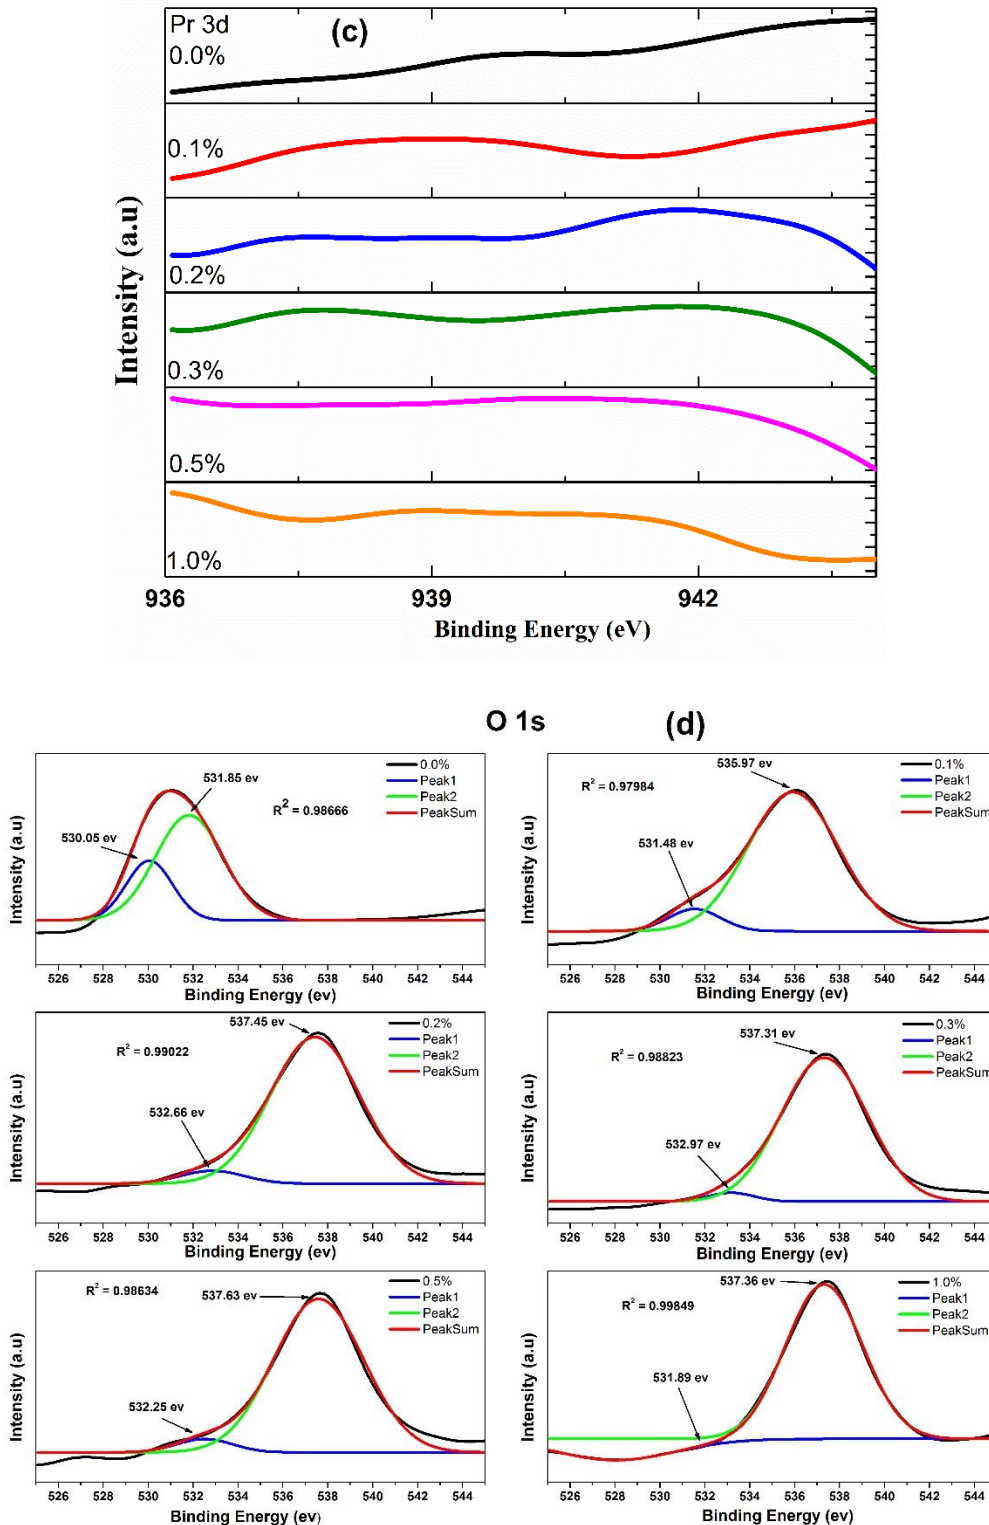 Pr 3d
(c)
0.0%
0.1%
0.2%
0.3%
0.5%
1.0%
Intensity (a.u)
936 939 942
Binding Energy (eV)
O 1s (d)
531.85 ev
530.05 ev
R² = 0.98666
0.0%
Peak1
Peak2
PeakSum
Intensity (a.u)
526 528 530 532 534 536 538 540 542 544
Binding Energy (ev)
535.97 ev
R² = 0.97984
531.48 ev
0.1%
Peak1
Peak2
PeakSum
Intensity (a.u)
526 528 530 532 534 536 538 540 542 544
Binding Energy (ev)
537.45 ev
R² = 0.99022
532.66 ev
0.2%
Peak1
Peak2
PeakSum
Intensity (a.u)
526 528 530 532 534 536 538 540 542 544
Binding Energy (ev)
537.31 ev
R² = 0.98823
532.97 ev
0.3%
Peak1
Peak2
PeakSum
Intensity (a.u)
526 528 530 532 534 536 538 540 542 544
Binding Energy (ev)
R² = 0.98634
537.63 ev
532.25 ev
0.5%
Peak1
Peak2
PeakSum
Intensity (a.u)
526 528 530 532 534 536 538 540 542 544
Binding Energy (ev)
537.36 ev
R² = 0.99849
531.89 ev
1.0%
Peak1
Peak2
PeakSum
Intensity (a.u)
526 528 530 532 534 536 538 540 542 544
Binding Energy (ev)